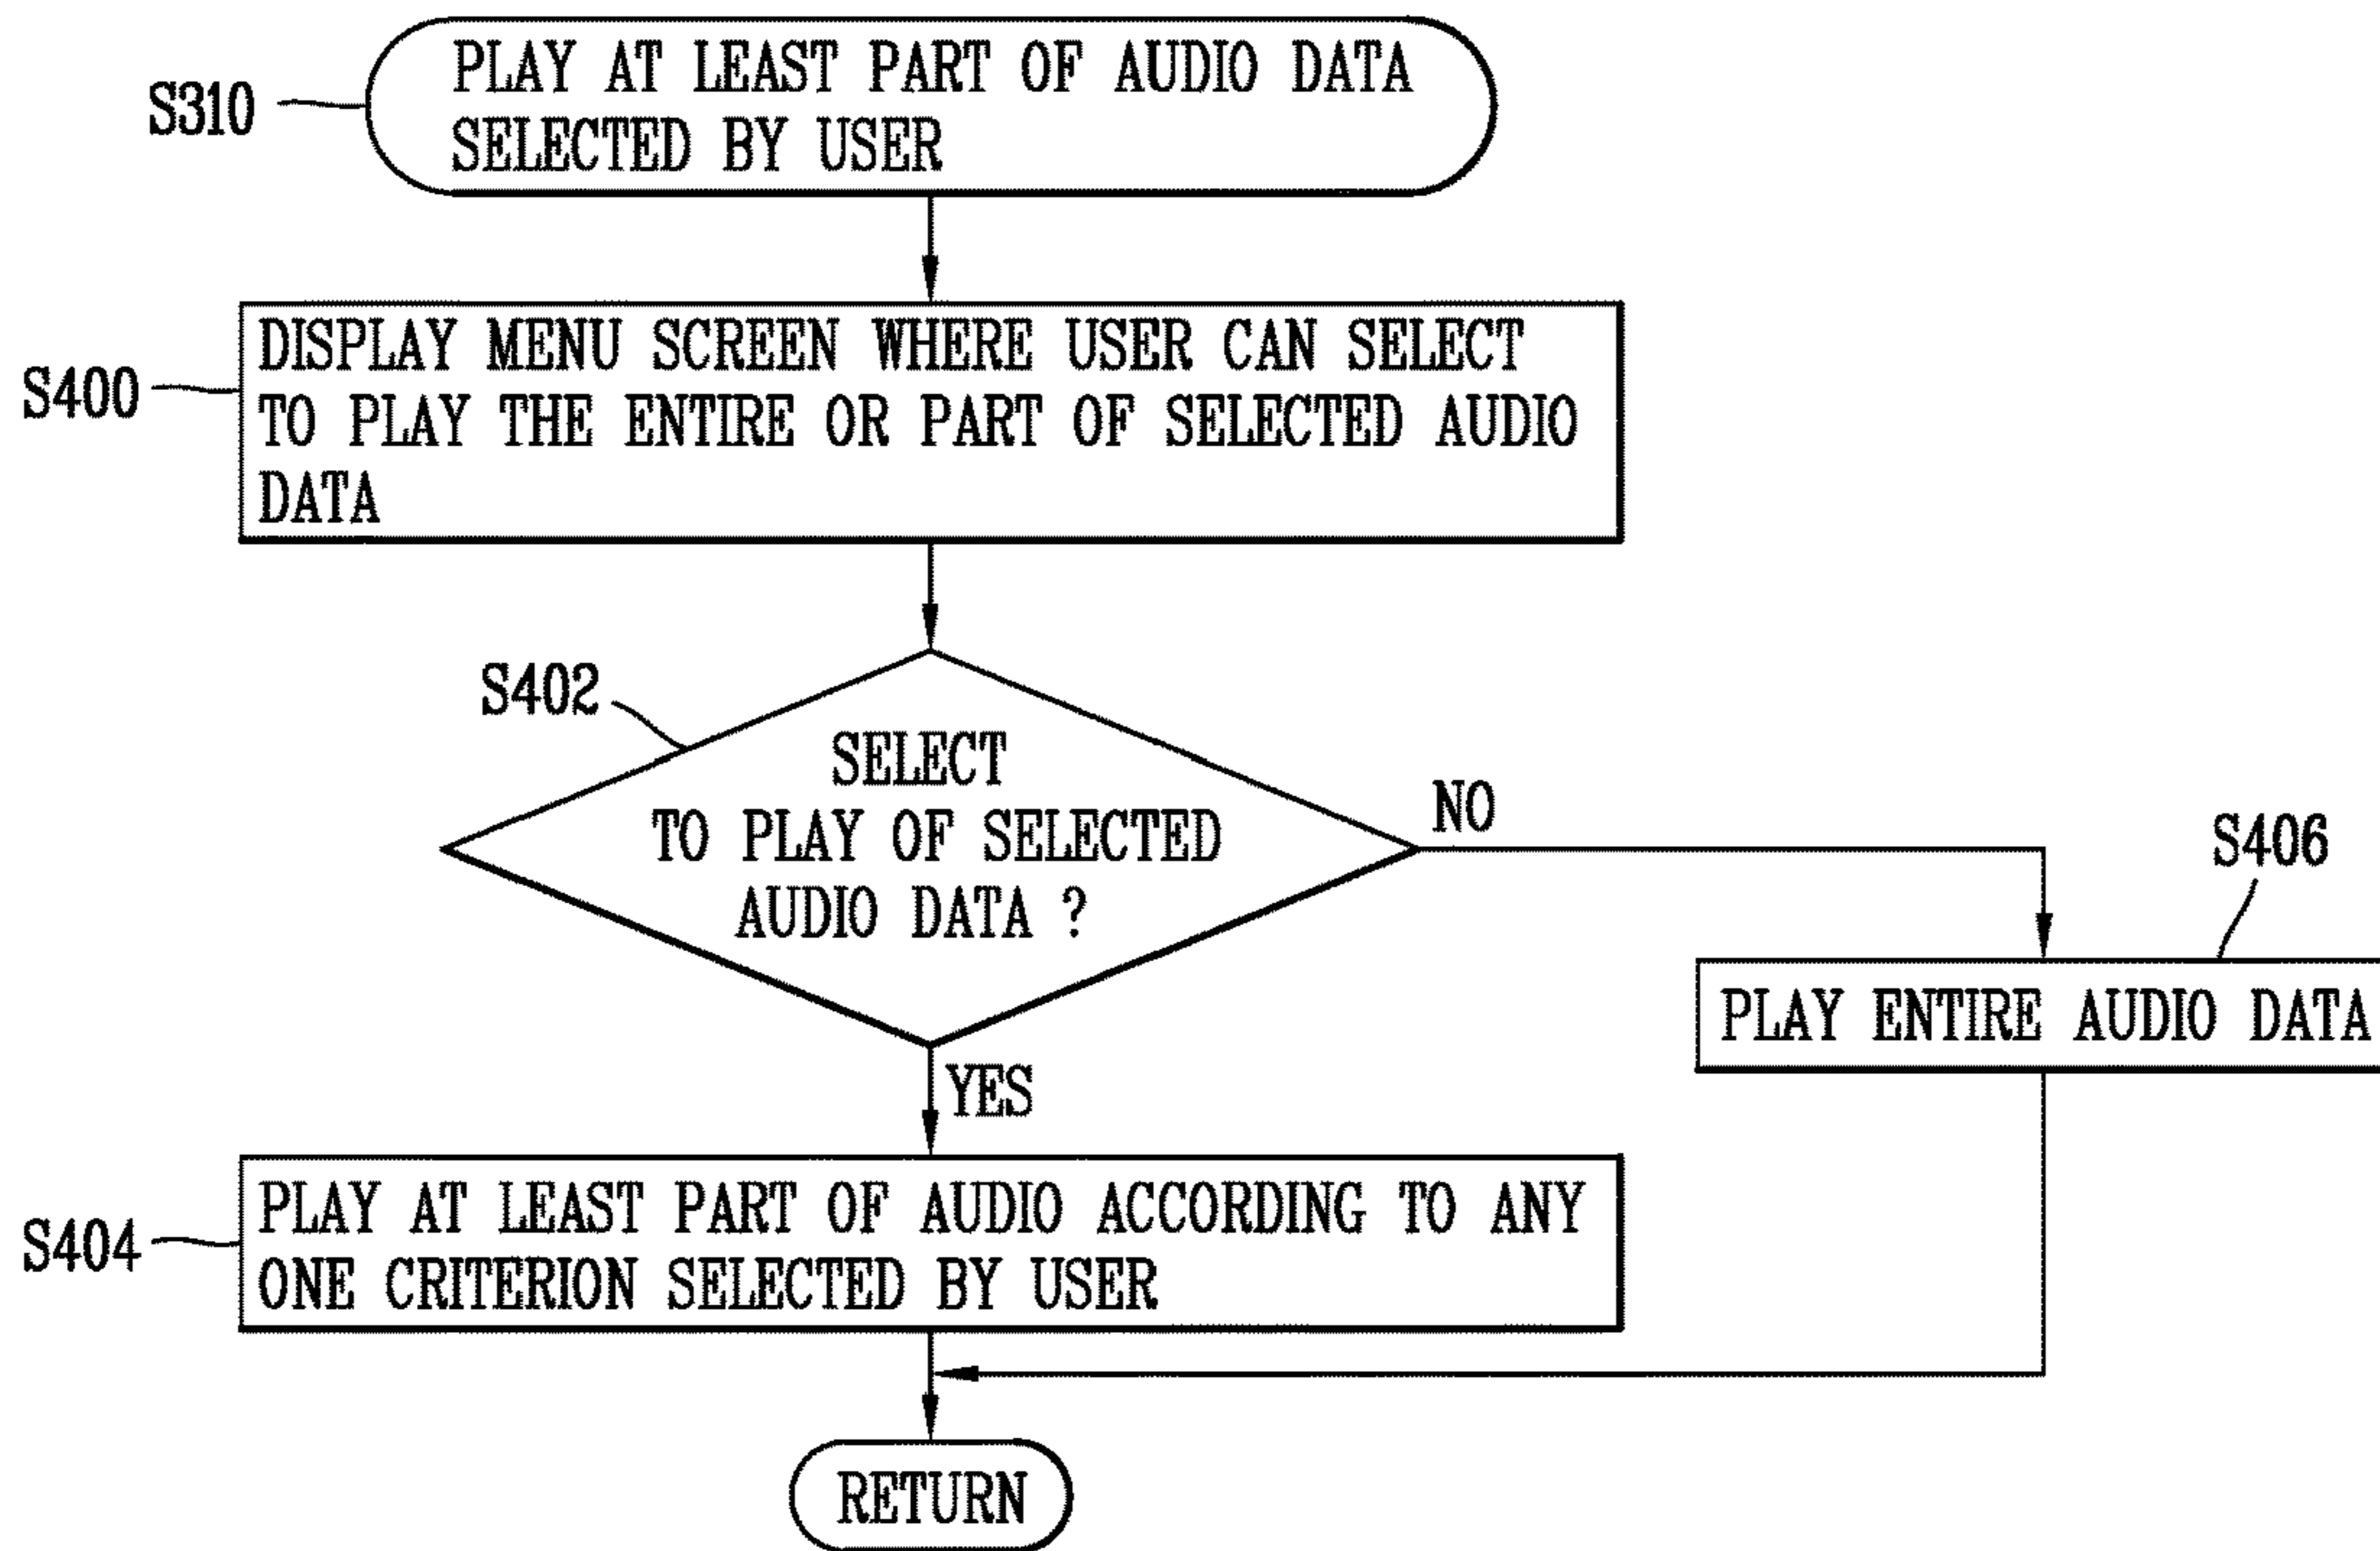 PLAY AT LEAST PART OF AUDIO DATA
SELECTED BY USER
S310
DISPLAY MENU SCREEN WHERE USER CAN SELECT
TO PLAY THE ENTIRE OR PART OF SELECTED AUDIO
DATA
S400
S402
SELECT
TO PLAY OF SELECTED
AUDIO DATA ?
NO
S406
PLAY ENTIRE AUDIO DATA
YES
PLAY AT LEAST PART OF AUDIO ACCORDING TO ANY
ONE CRITERION SELECTED BY USER
S404
RETURN